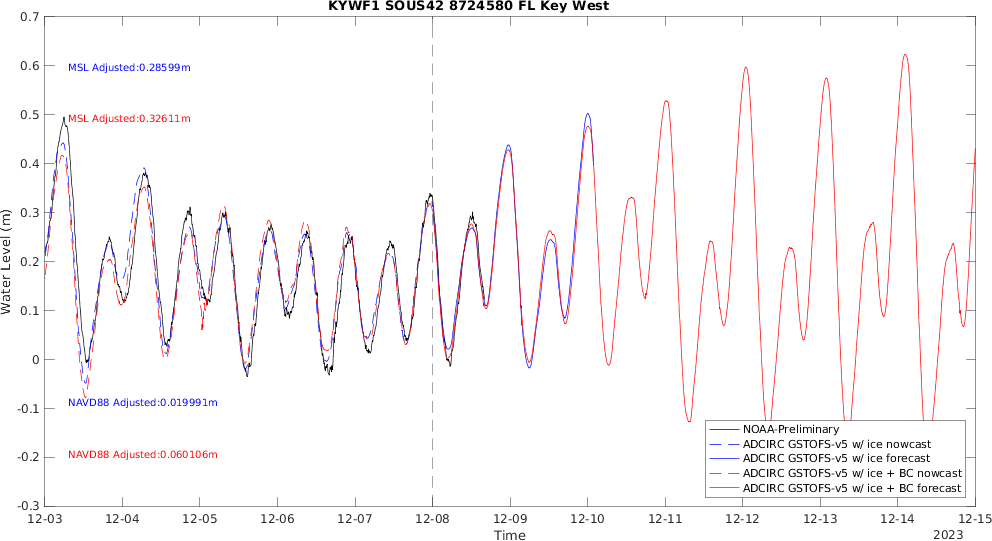 KYWF1 SOUS42 8724580 FL Key West
0.7
0.6
0.5
0.4
0.3
0.2
0.1
0
-0.1
-0.2
-0.3
Water Level (m)
MSL Adjusted:0.28599m
MSL Adjusted:0.32611m
NAVD88 Adjusted:0.019991m
NAVD88 Adjusted:0.060106m
NOAA-Preliminary
ADCIRC GSTOFS-v5 w/ ice nowcast
ADCIRC GSTOFS-v5 w/ ice forecast
ADCIRC GSTOFS-v5 w/ ice + BC nowcast
ADCIRC GSTOFS-v5 w/ ice + BC forecast
12-03 12-04 12-05 12-06 12-07 12-08 12-09 12-10 12-11 12-12 12-13 12-14 12-15
Time
2023